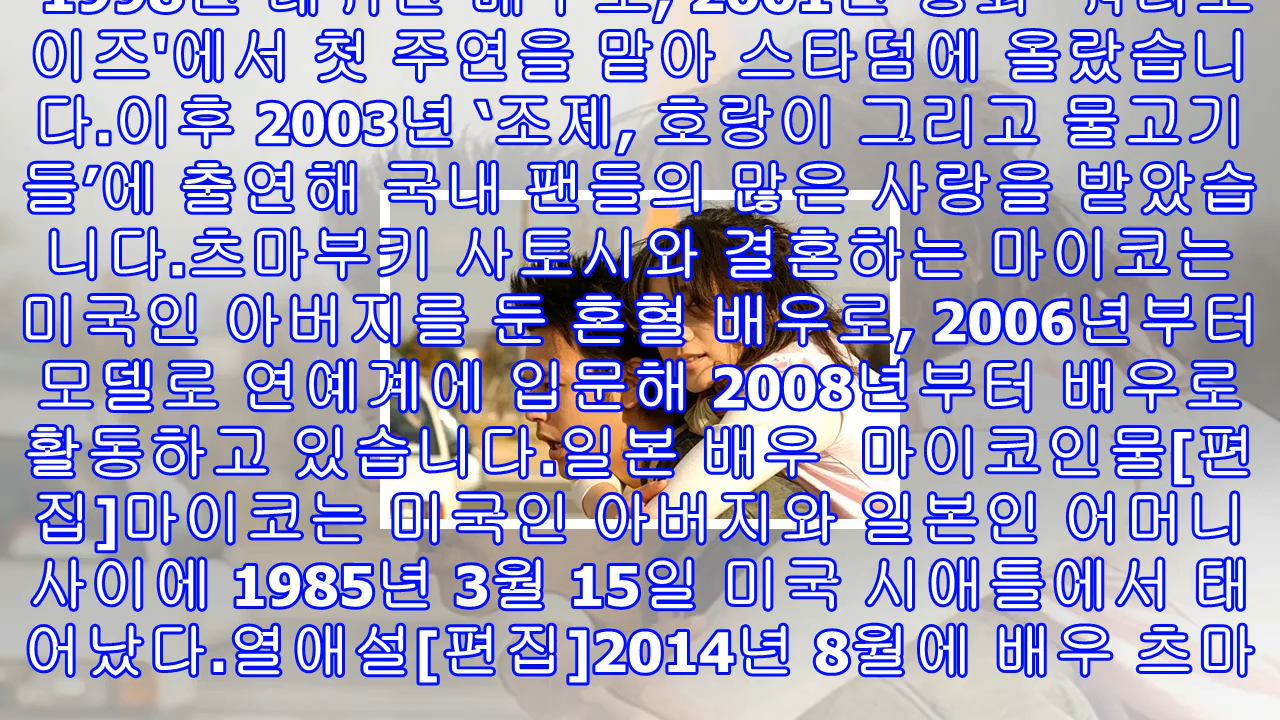 이즈'에서 첫 주연을 맡아 스타덤에 올랐습니
다.이후 2003년 ‘조제, 호랑이 그리고 물고기
들’에 출연해 국내 팬들의 많은 사랑을 받았습
니다.츠마부키 사토시와 결혼하는 마이코는
미국인 아버지를 둔 혼혈 배우로, 2006년부터
모델로 연예계에 입문해 2008년부터 배우로
활동하고 있습니다.일본 배우  마이코인물[편
집]마이코는 미국인 아버지와 일본인 어머니
사이에 1985년 3월 15일 미국 시애틀에서 태
어났다.열애설[편집]2014년 8월에 배우 츠마